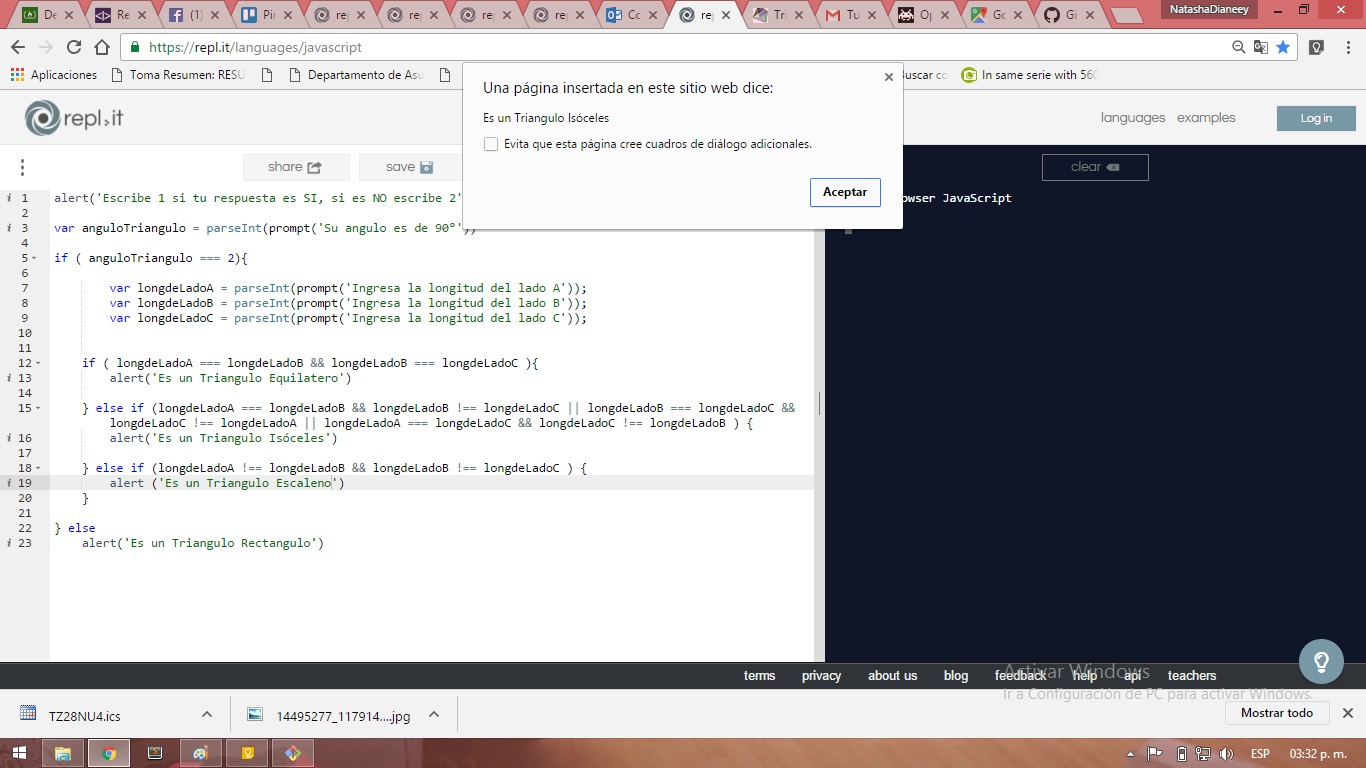 De
Re
(1)
Pir
rep
rep
rep
rep
Co
rep
Tri
Tu
Op
Go
Gi
NatashaDianeey
https://repl.it/languages/javascript
Aplicaciones
Toma Resumen: RESU
Departamento de Asu
uscar co
In same serie with 560
Una página insertada en este sitio web dice:
Es un Triangulo Isóceles
Evita que esta página cree cuadros de diálogo adicionales.
Aceptar
repl.it
languages examples Log in
share save clear
1 alert('Escribe 1 si tu respuesta es SI, si es NO escribe 2'
owser JavaScript
2
3 var anguloTriangulo = parseInt(prompt('Su angulo es de 90°'))
4
5 if ( anguloTriangulo === 2){
6
7 var longdeLadoA = parseInt(prompt('Ingresa la longitud del lado A'));
8 var longdeLadoB = parseInt(prompt('Ingresa la longitud del lado B'));
9 var longdeLadoC = parseInt(prompt('Ingresa la longitud del lado C'));
10
11
12 if ( longdeLadoA === longdeLadoB && longdeLadoB === longdeLadoC ){
13 alert('Es un Triangulo Equilatero')
14
15 } else if (longdeLadoA === longdeLadoB && longdeLadoB !== longdeLadoC || longdeLadoB === longdeLadoC &&
longdeLadoC !== longdeLadoA || longdeLadoA === longdeLadoC && longdeLadoC !== longdeLadoB ) {
16 alert('Es un Triangulo Isóceles')
17
18 } else if (longdeLadoA !== longdeLadoB && longdeLadoB !== longdeLadoC ) {
19 alert ('Es un Triangulo Escaleno')
20 }
21
22 } else
23 alert('Es un Triangulo Rectangulo')
terms privacy about us blog feedback help api teachers
Activar Windows
Ir a Configuración de PC para activar Windows.
TZ28NU4.ics
14495277_117914....jpg
Mostrar todo
ESP
03:32 p. m.